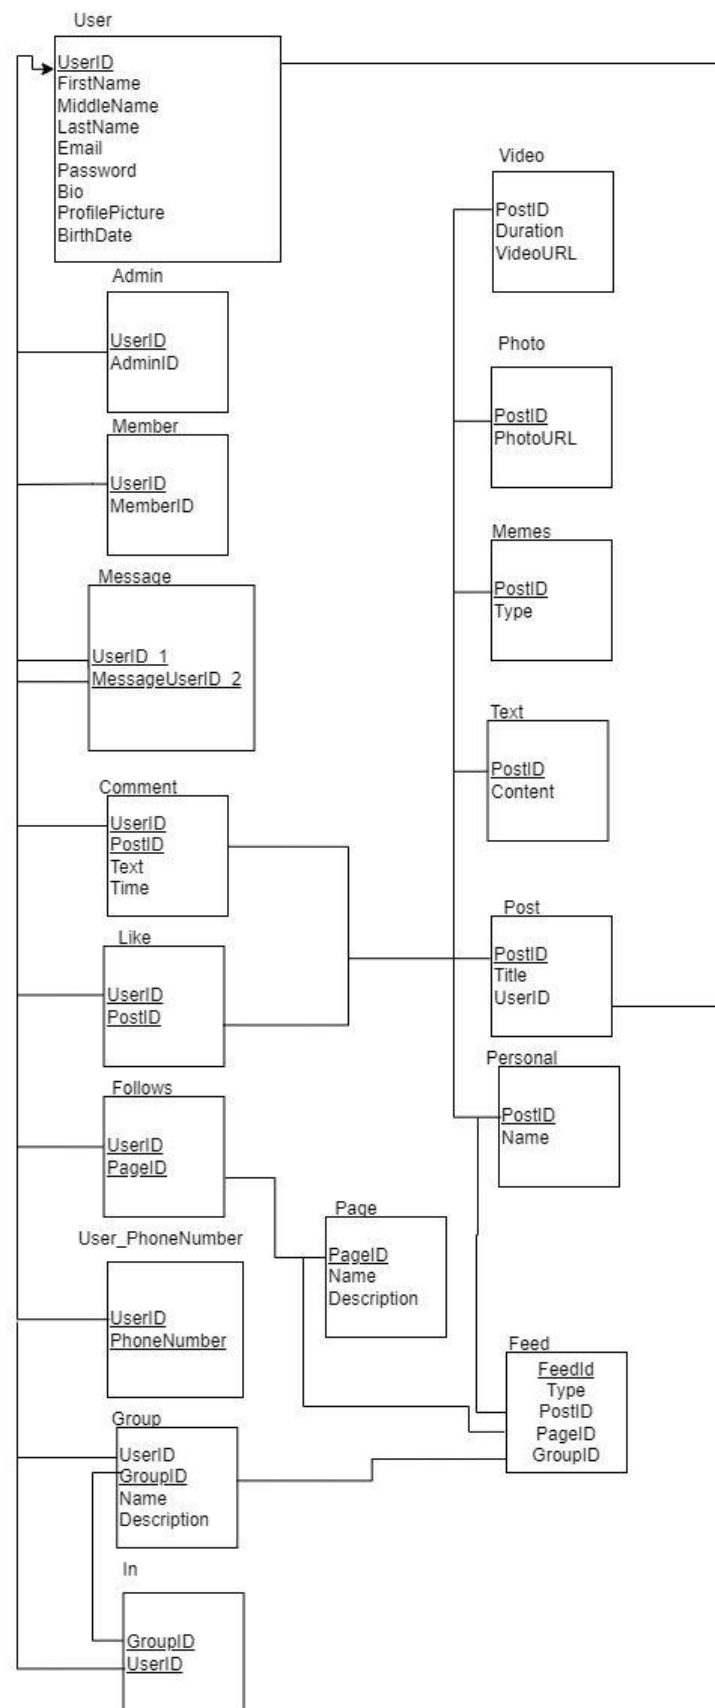 User
UserID
FirstName
MiddleName
LastName
Email
Password
Bio
ProfilePicture
BirthDate
Admin
UserID
AdminID
Member
UserID
MemberID
Message
UserID_1
MessageUserID_2
Comment
UserID
PostID
Text
Time
Like
UserID
PostID
Follows
UserID
PageID
User_PhoneNumber
UserID
PhoneNumber
Group
UserID
GroupID
Name
Description
In
GroupID
UserID
Page
PageID
Name
Description
Video
PostID
Duration
VideoURL
Photo
PostID
PhotoURL
Memes
PostID
Type
Text
PostID
Content
Post
PostID
Title
UserID
Personal
PostID
Name
Feed
FeedId
Type
PostID
PageID
GroupID